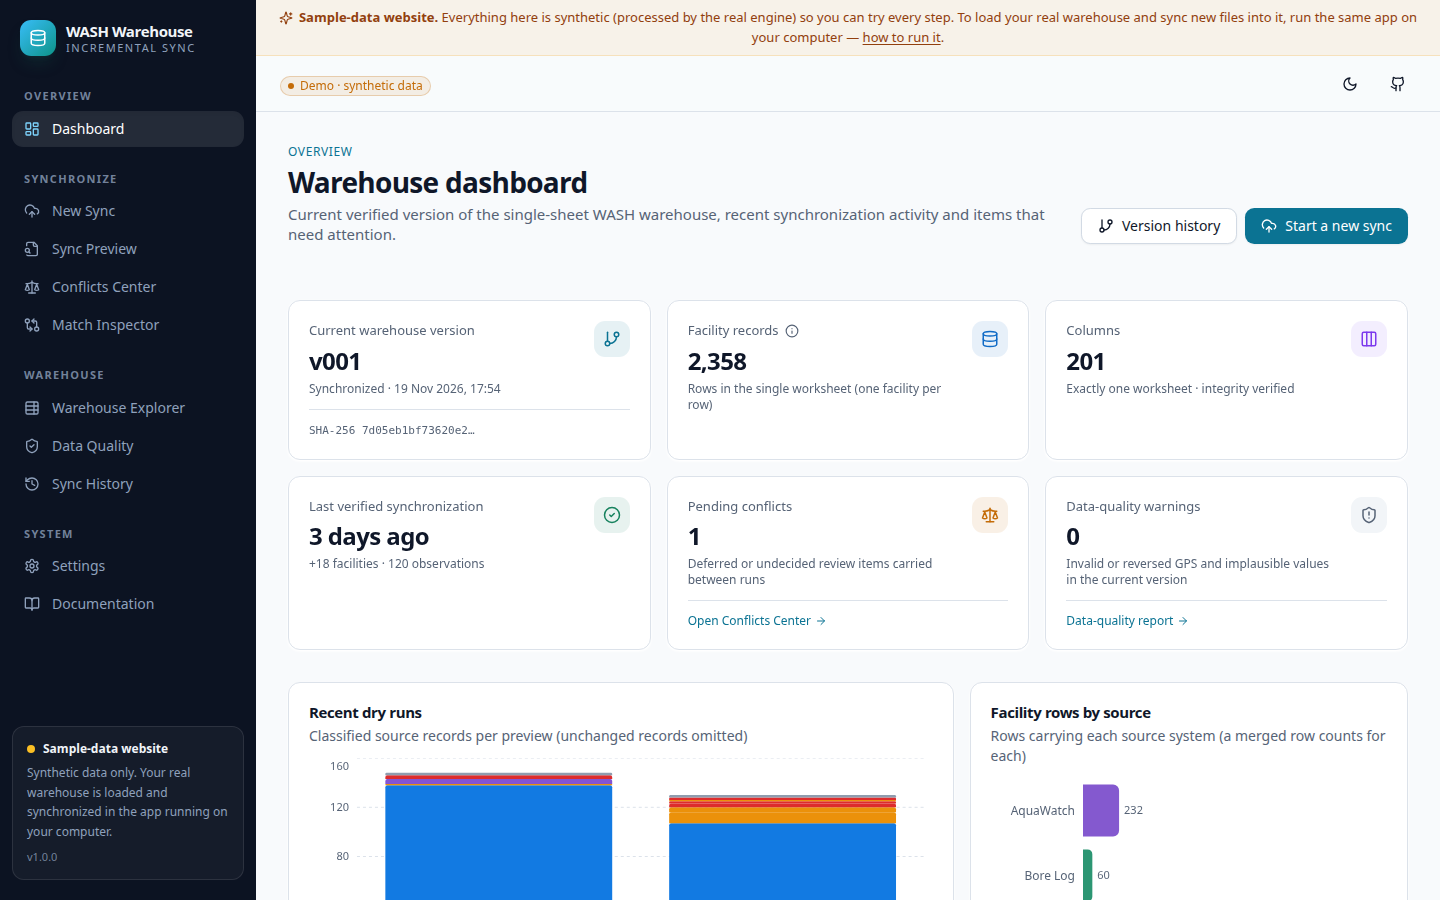 WASH Warehouse
INCREMENTAL SYNC
OVERVIEW
Dashboard
SYNCHRONIZE
New Sync
Sync Preview
Conflicts Center
Match Inspector
WAREHOUSE
Warehouse Explorer
Data Quality
Sync History
SYSTEM
Settings
Documentation
Sample-data website
Synthetic data only. Your real
warehouse is loaded and
synchronized in the app running on
your computer.
v1.0.0
Sample-data website. Everything here is synthetic (processed by the real engine) so you can try every step. To load your real warehouse and sync new files into it, run the same app on
your computer — how to run it.
Demo · synthetic data
OVERVIEW
Warehouse dashboard
Current verified version of the single-sheet WASH warehouse, recent synchronization activity and items that
need attention.
Version history
Start a new sync
Current warehouse version
v001
Synchronized · 19 Nov 2026, 17:54
SHA-256 7d05eb1bf73620e2…
Facility records
2,358
Rows in the single worksheet (one facility per
row)
Columns
201
Exactly one worksheet · integrity verified
Last verified synchronization
3 days ago
+18 facilities · 120 observations
Pending conflicts
1
Deferred or undecided review items carried
between runs
Open Conflicts Center →
Data-quality warnings
0
Invalid or reversed GPS and implausible values
in the current version
Data-quality report →
Recent dry runs
Classified source records per preview (unchanged records omitted)
160
120
80
Facility rows by source
Rows carrying each source system (a merged row counts for
each)
AquaWatch
232
Bore Log
60